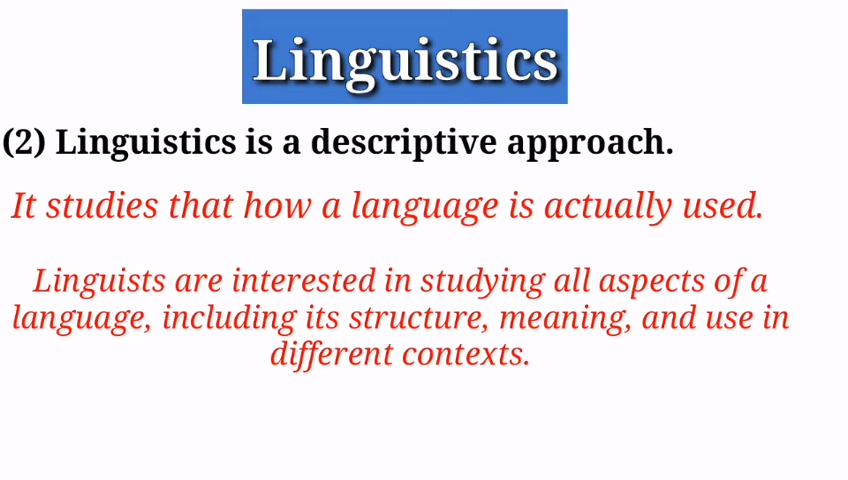 Linguistics
(2) Linguistics is a descriptive approach.
It studies that how a language is actually used.
Linguists are interested in studying all aspects of a
language, including its structure, meaning, and use in
different contexts.